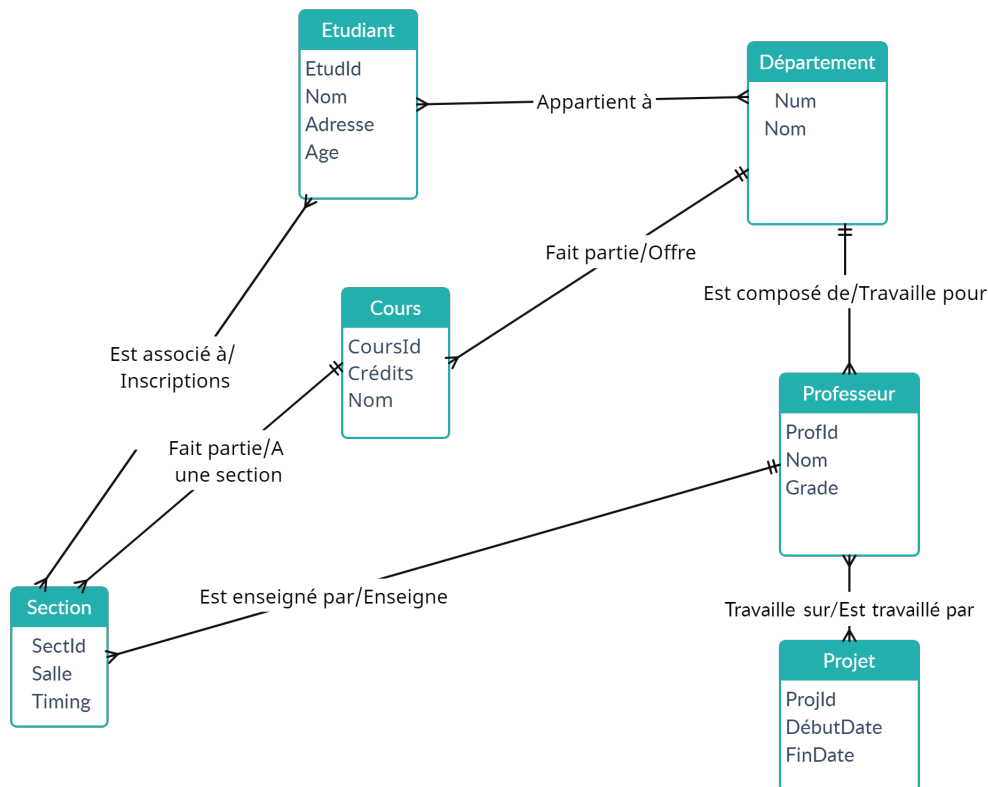 Etudiant
EtudId
Nom
Adresse
Age
Appartient à
Département
Num
Nom
Fait partie/Offre
Est composé de/Travaille pour
Cours
CoursId
Crédits
Nom
Est associé à/
Inscriptions
Fait partie/A
une section
Professeur
ProfId
Nom
Grade
Est enseigné par/Enseigne
Section
SectId
Salle
Timing
Travaille sur/Est travaillé par
Projet
ProjId
DébutDate
FinDate